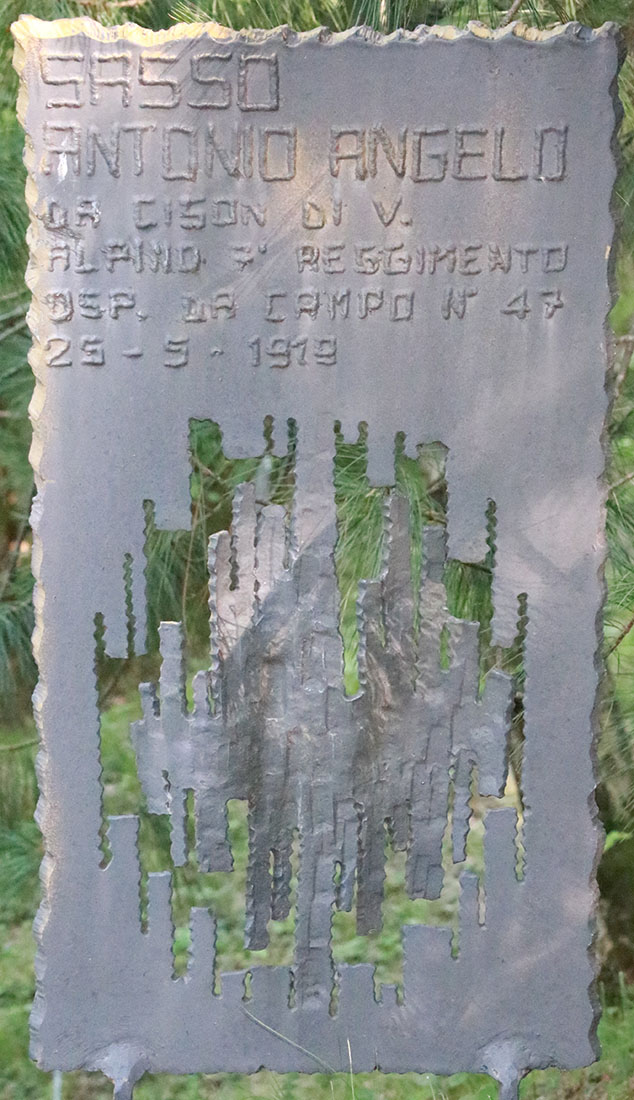 SASSO
ANTONIO ANGELO
DA CISON DI V.
ALPINO 7° REGGIMENTO
OSP. DA CAMPO N° 47
25 - 5 - 1919